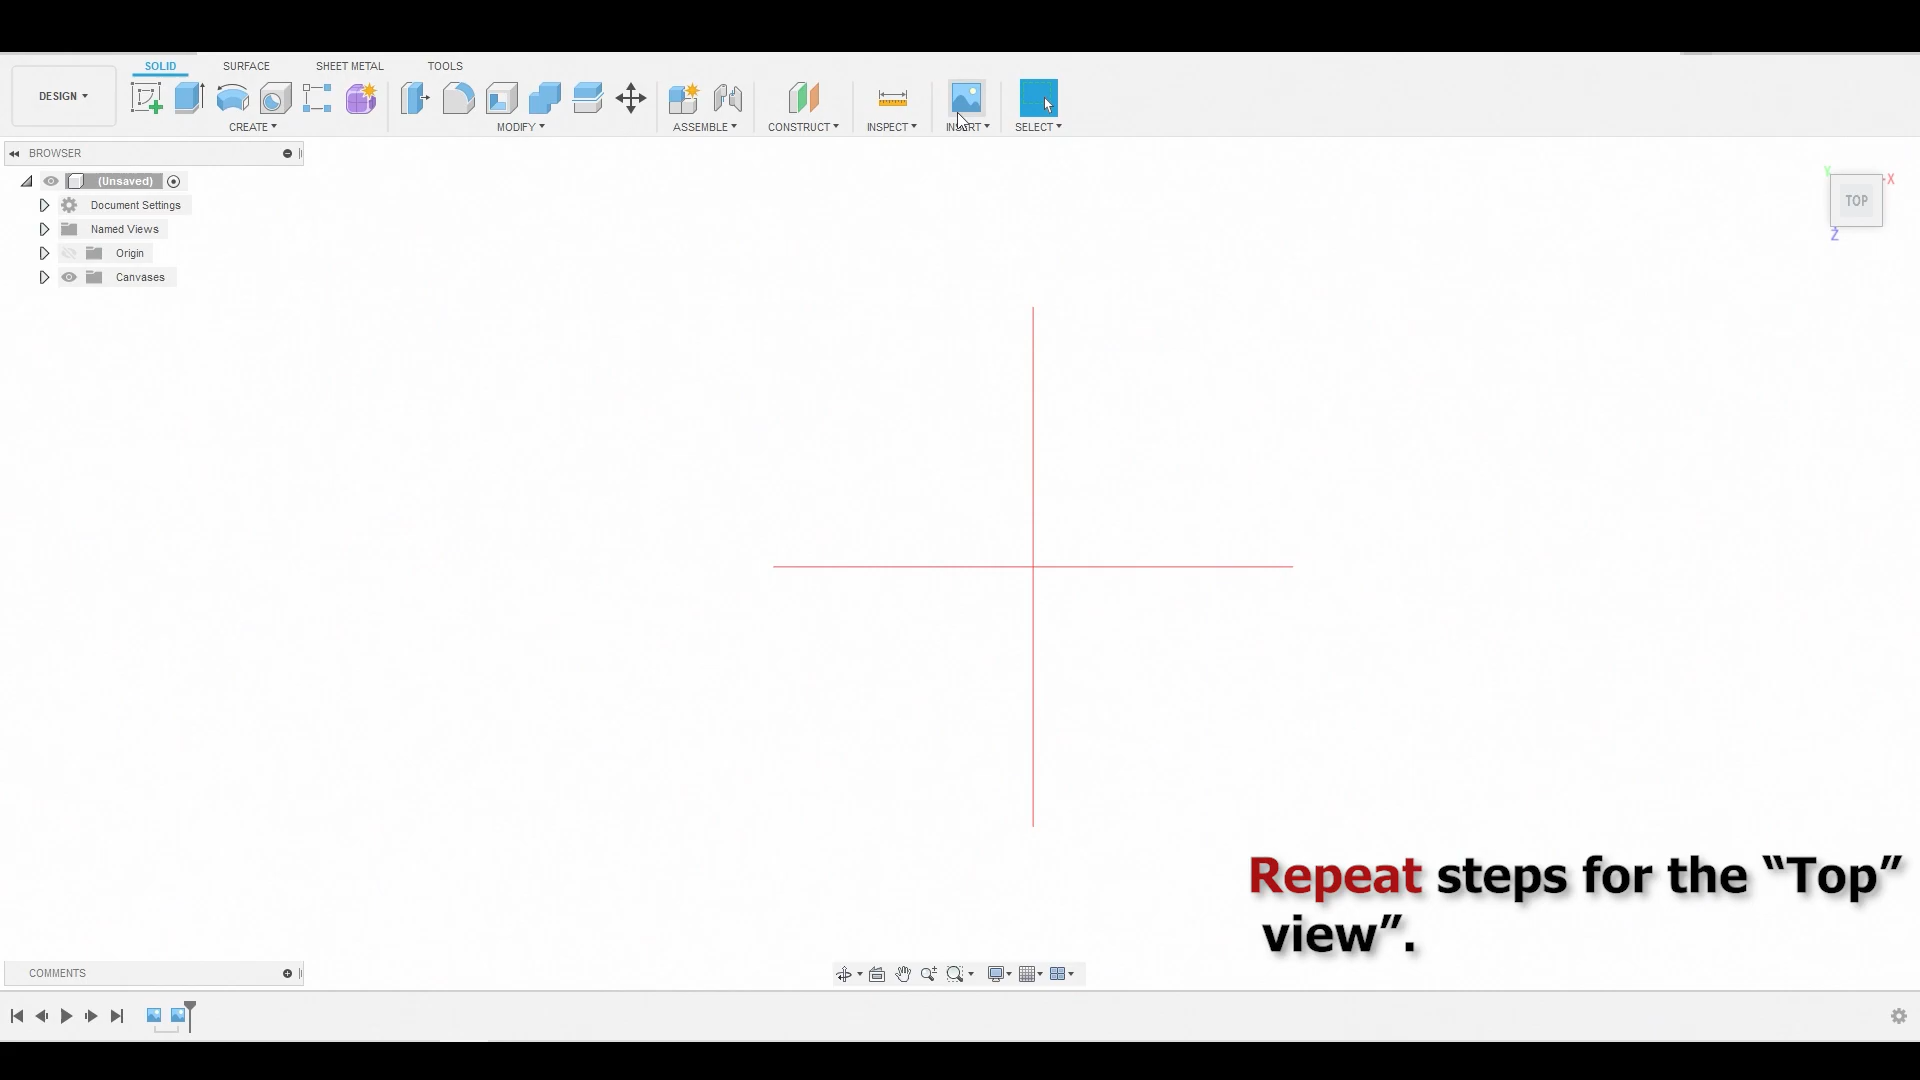 SOLID SURFACE SHEET METAL TOOLS
DESIGN
CREATE MODIFY ASSEMBLE CONSTRUCT INSPECT INSERT SELECT
BROWSER
(Unsaved)
Document Settings
Named Views
Origin
Canvases
Y
X
TOP
Z
Repeat steps for the “Top”
view”.
COMMENTS